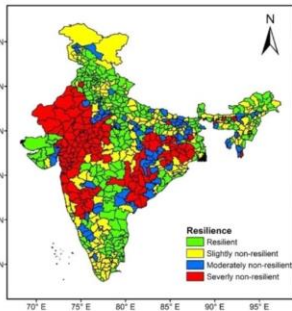 N
N
N
N
N
N
N
Resilience
Resilient
Slightly non-resilient
Moderately non-resilient
Severly non-resilient
70°E 75°E 80°E 85°E 90°E 95°E